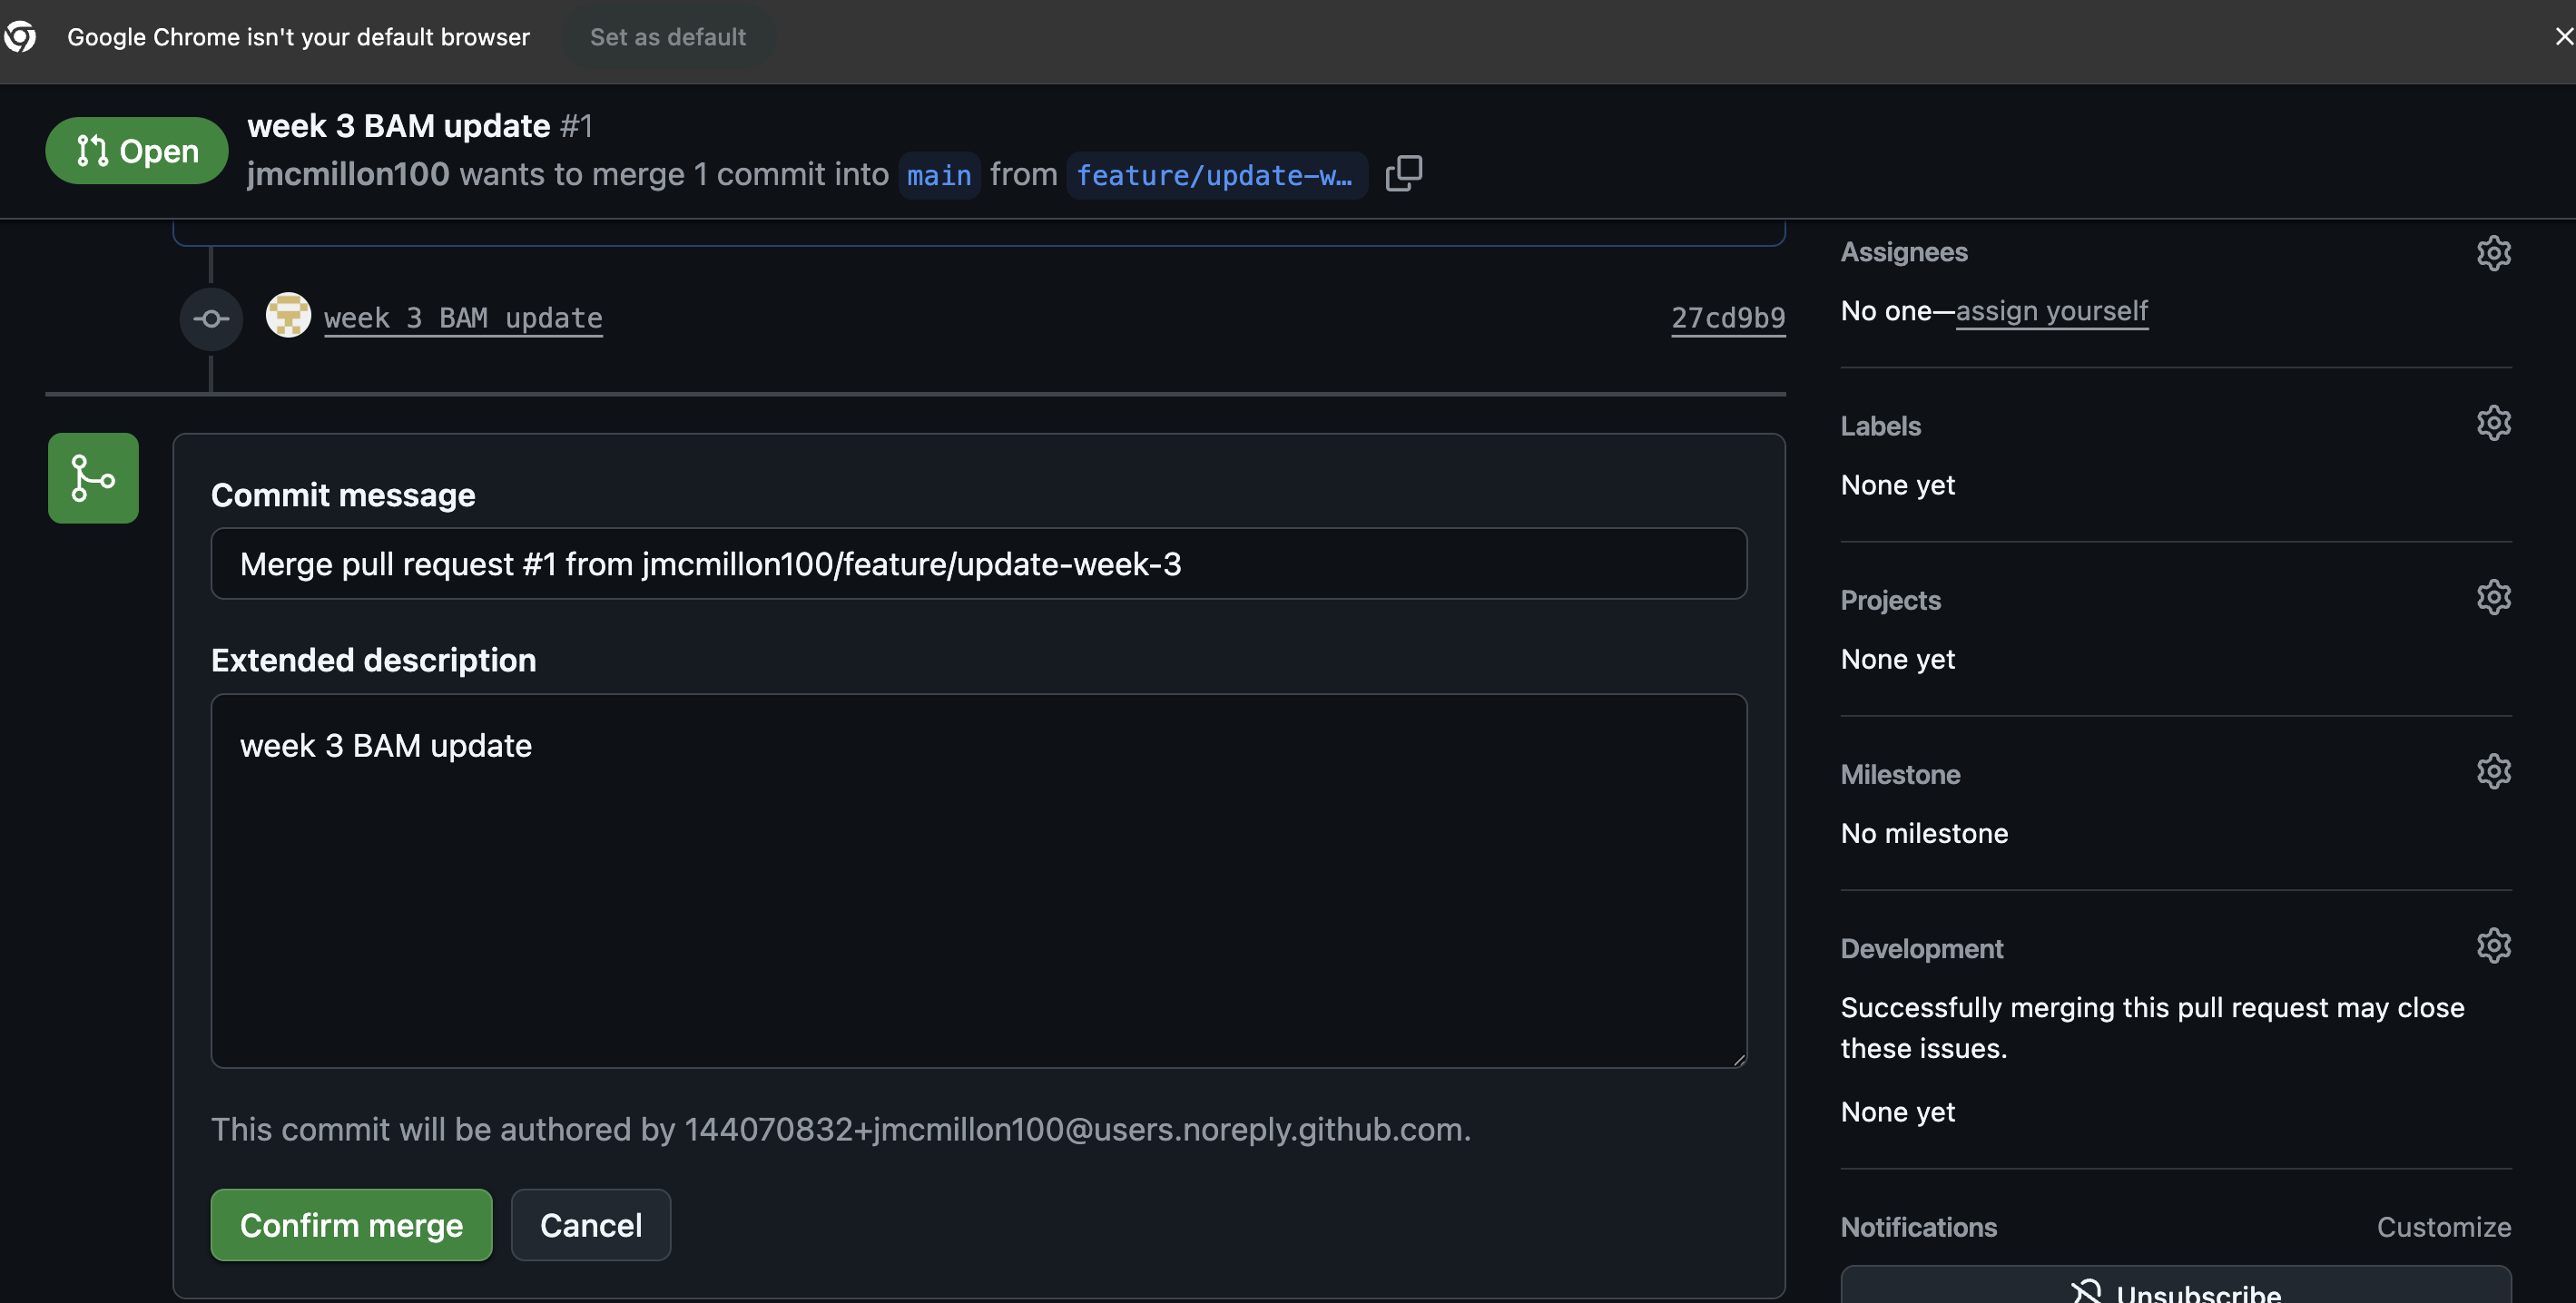 Google Chrome isn't your default browser
Set as default
Open
week 3 BAM update #1
jmcmillon100 wants to merge 1 commit into main from feature/update-w…
week 3 BAM update
27cd9b9
Commit message
Merge pull request #1 from jmcmillon100/feature/update-week-3
Extended description
week 3 BAM update
This commit will be authored by 144070832+jmcmillon100@users.noreply.github.com.
Confirm merge
Cancel
Assignees
No one—assign yourself
Labels
None yet
Projects
None yet
Milestone
No milestone
Development
Successfully merging this pull request may close
these issues.
None yet
Notifications
Customize
Unsubscribe